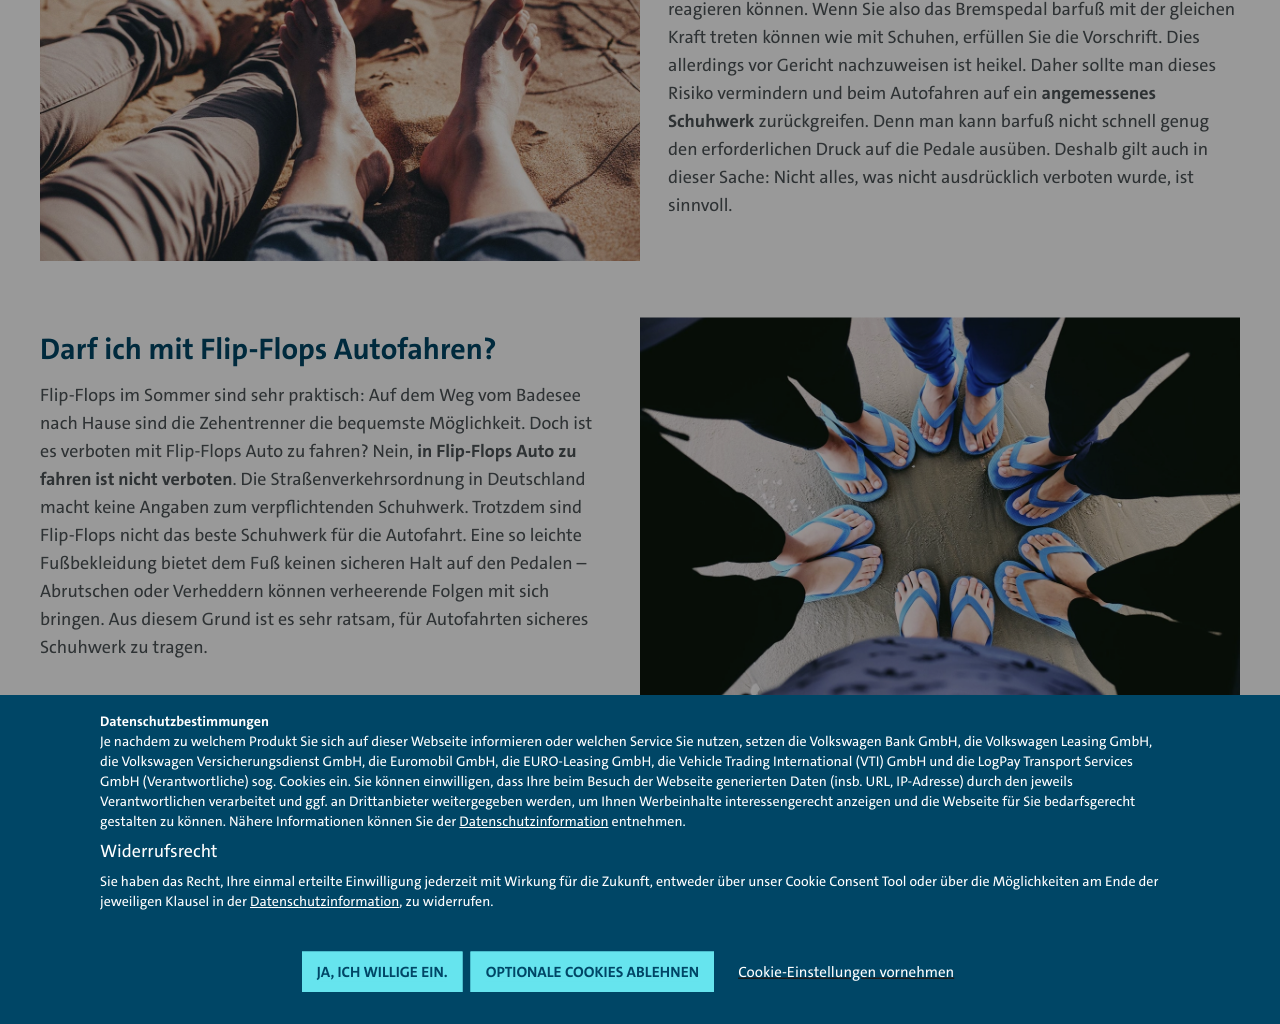 reagieren können. Wenn Sie also das Bremspedal barfuß mit der gleichen
Kraft treten können wie mit Schuhen, erfüllen Sie die Vorschrift. Dies
allerdings vor Gericht nachzuweisen ist heikel. Daher sollte man dieses
Risiko vermindern und beim Autofahren auf ein angemessenes
Schuhwerk zurückgreifen. Denn man kann barfuß nicht schnell genug
den erforderlichen Druck auf die Pedale ausüben. Deshalb gilt auch in
dieser Sache: Nicht alles, was nicht ausdrücklich verboten wurde, ist
sinnvoll.
Darf ich mit Flip-Flops Autofahren?
Flip-Flops im Sommer sind sehr praktisch: Auf dem Weg vom Badesee
nach Hause sind die Zehentrenner die bequemste Möglichkeit. Doch ist
es verboten mit Flip-Flops Auto zu fahren? Nein, in Flip-Flops Auto zu
fahren ist nicht verboten. Die Straßenverkehrsordnung in Deutschland
macht keine Angaben zum verpflichtenden Schuhwerk. Trotzdem sind
Flip-Flops nicht das beste Schuhwerk für die Autofahrt. Eine so leichte
Fußbekleidung bietet dem Fuß keinen sicheren Halt auf den Pedalen –
Abrutschen oder Verheddern können verheerende Folgen mit sich
bringen. Aus diesem Grund ist es sehr ratsam, für Autofahrten sicheres
Schuhwerk zu tragen.
Datenschutzbestimmungen
Je nachdem zu welchem Produkt Sie sich auf dieser Webseite informieren oder welchen Service Sie nutzen, setzen die Volkswagen Bank GmbH, die Volkswagen Leasing GmbH,
die Volkswagen Versicherungsdienst GmbH, die Euromobil GmbH, die EURO-Leasing GmbH, die Vehicle Trading International (VTI) GmbH und die LogPay Transport Services
GmbH (Verantwortliche) sog. Cookies ein. Sie können einwilligen, dass Ihre beim Besuch der Webseite generierten Daten (insb. URL, IP-Adresse) durch den jeweils
Verantwortlichen verarbeitet und ggf. an Drittanbieter weitergegeben werden, um Ihnen Werbeinhalte interessengerecht anzeigen und die Webseite für Sie bedarfsgerecht
gestalten zu können. Nähere Informationen können Sie der Datenschutzinformation entnehmen.
Widerrufsrecht
Sie haben das Recht, Ihre einmal erteilte Einwilligung jederzeit mit Wirkung für die Zukunft, entweder über unser Cookie Consent Tool oder über die Möglichkeiten am Ende der
jeweiligen Klausel in der Datenschutzinformation, zu widerrufen.
JA, ICH WILLIGE EIN. OPTIONALE COOKIES ABLEHNEN Cookie-Einstellungen vornehmen